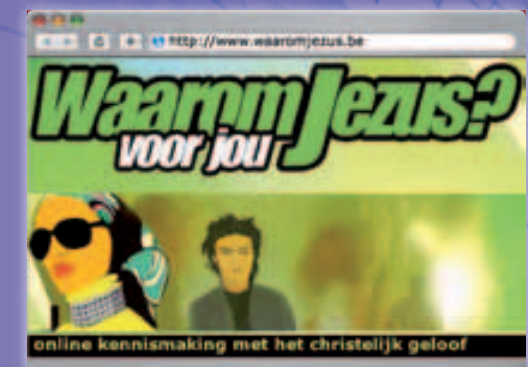 http://www.waaromjezus.be
Waarom Jezus?
voor jou
online kennismaking met het christelijk geloof